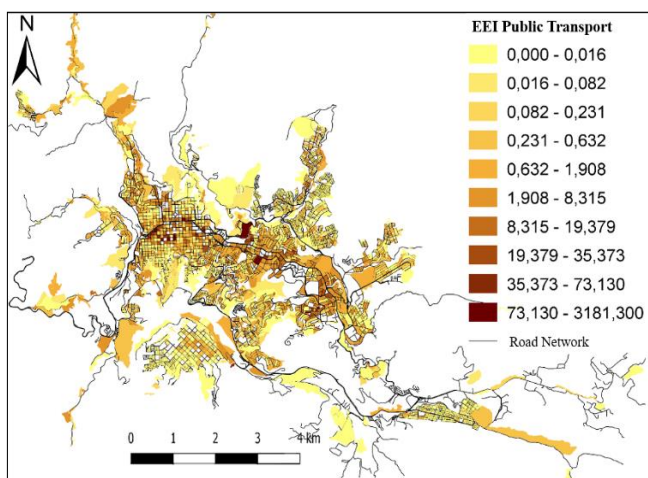 N
EEI Public Transport
0,000 - 0,016
0,016 - 0,082
0,082 - 0,231
0,231 - 0,632
0,632 - 1,908
1,908 - 8,315
8,315 - 19,379
19,379 - 35,373
35,373 - 73,130
73,130 - 3181,300
Road Network
0 1 2 3 4 km